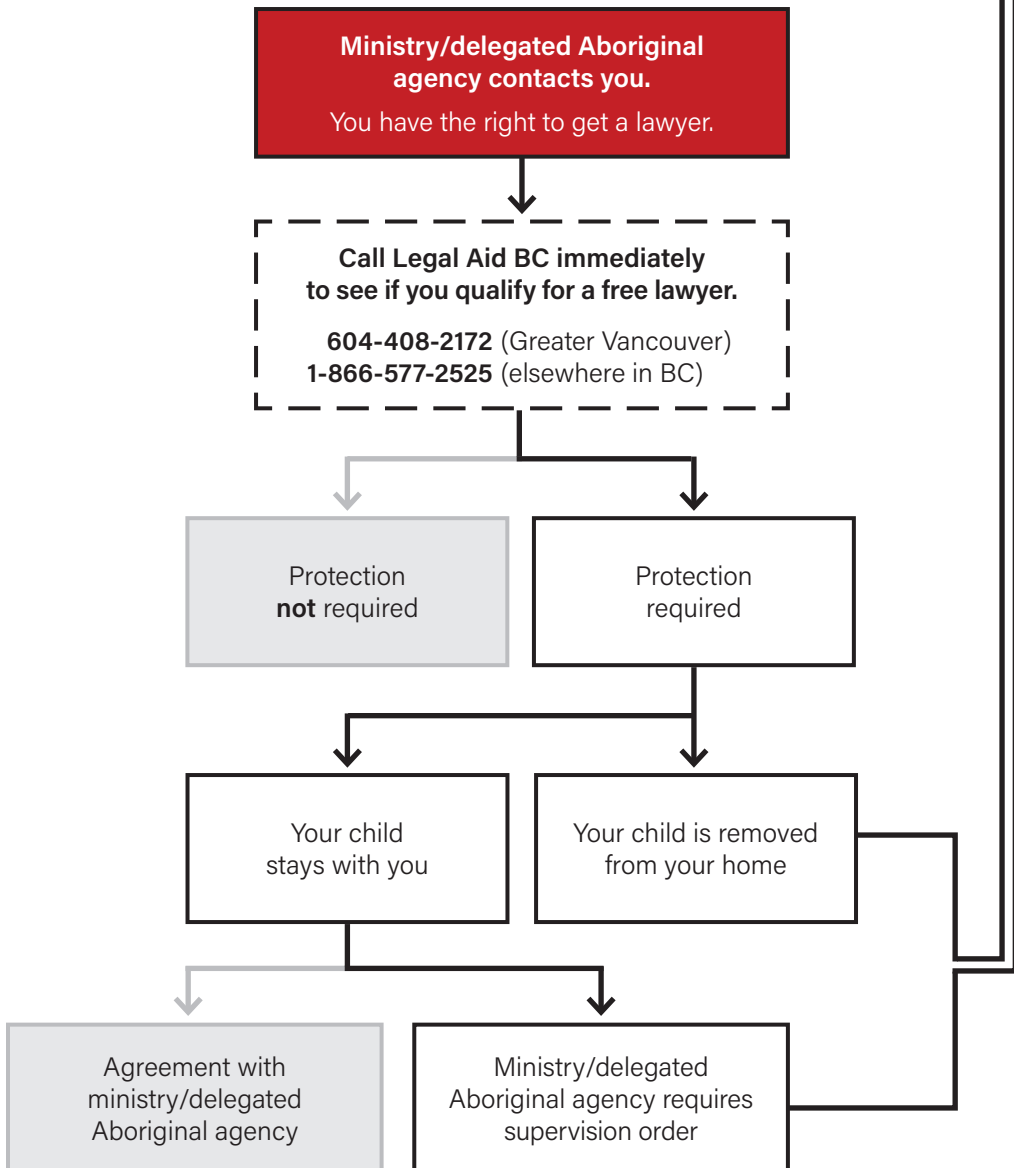 Ministry/delegated Aboriginal
agency contacts you.
You have the right to get a lawyer.
Call Legal Aid BC immediately
to see if you qualify for a free lawyer.
604-408-2172 (Greater Vancouver)
1-866-577-2525 (elsewhere in BC)
Protection
not required
Protection
required
Your child
stays with you
Your child is removed
from your home
Agreement with
ministry/delegated
Aboriginal agency
Ministry/delegated
Aboriginal agency requires
supervision order